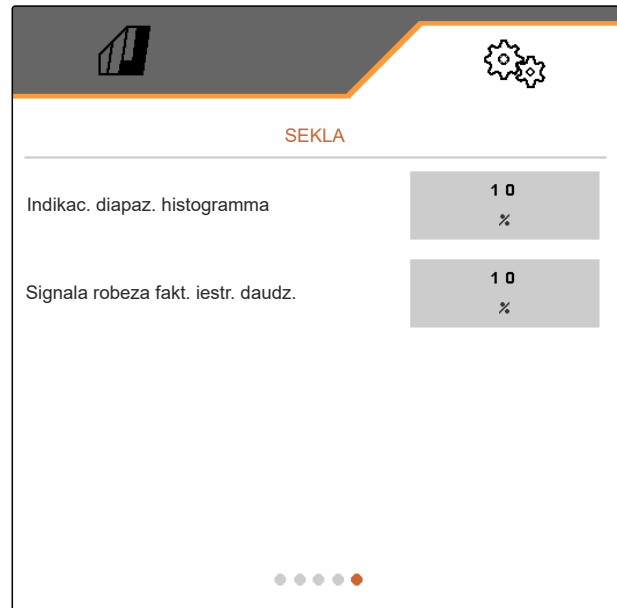 SEKLA
Indikac. diapaz. histogramma
10
%
Signala robeza fakt. iestr. daudz.
10
%